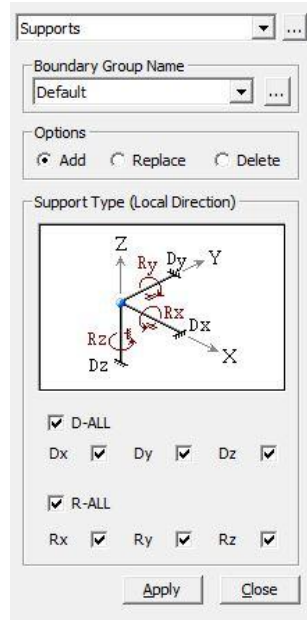 Supports
...
Boundary Group Name
Default
...
Options
Add Replace Delete
Support Type (Local Direction)
Z
Ry Dy Y
Rx
Rz Dx
Dz X
D-ALL
Dx Dy Dz
R-ALL
Rx Ry Rz
Apply Close